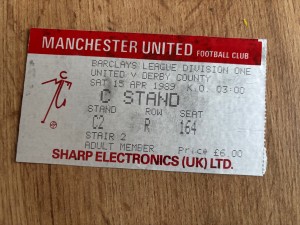 MANCHESTER UNITED FOOTBALL CLUB
BARCLAYS LEAGUE DIVISION ONE
UNITED V DERBY COUNTY
SAT 15 APR 1989 K.O. 03:00
C STAND
STAND ROW SEAT
C2 R 164
STAIR 2
ADULT MEMBER Price £6.00
SHARP ELECTRONICS (UK) LTD.